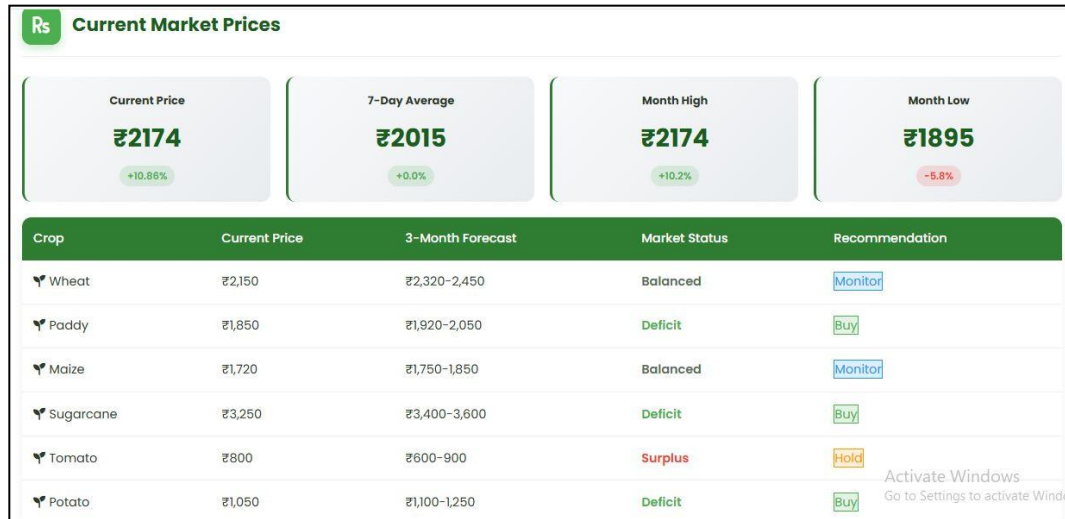 Rs Current Market Prices
Current Price 7-Day Average Month High Month Low
₹2174 ₹2015 ₹2174 ₹1895
+10.86% +0.0% +10.2% -5.8%
Crop Current Price 3-Month Forecast Market Status Recommendation
Wheat ₹2,150 ₹2,320-2,450 Balanced Monitor
Paddy ₹1,850 ₹1,920-2,050 Deficit Buy
Maize ₹1,720 ₹1,750-1,850 Balanced Monitor
Sugarcane ₹3,250 ₹3,400-3,600 Deficit Buy
Tomato ₹800 ₹600-900 Surplus Hold
Activate Windows
Potato ₹1,050 ₹1,100-1,250 Deficit Buy
Go to Settings to activate Wind